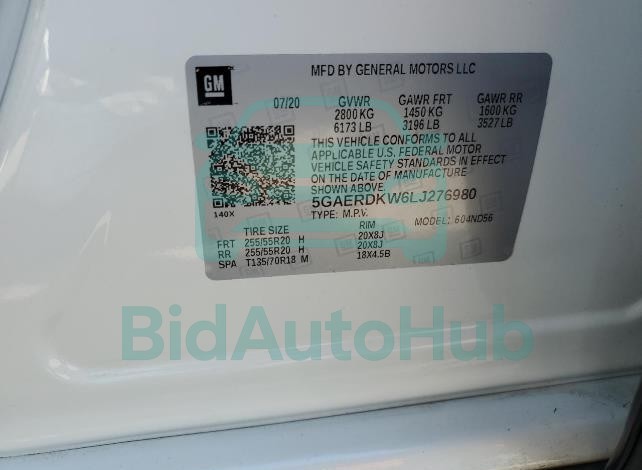 GM
MFD BY GENERAL MOTORS LLC
07/20 GVWR GAWR FRT GAWR RR
2800 KG 1450 KG 1600 KG
6173 LB 3196 LB 3527 LB
THIS VEHICLE CONFORMS TO ALL
APPLICABLE U.S. FEDERAL MOTOR
VEHICLE SAFETY STANDARDS IN EFFECT
ON THE DATE OF MANUFACTURE
SHOWN ABOVE.
140X
5GAERDKW6LJ276980
TYPE: M.P.V. MODEL:1.604ND56
TIRE SIZE RIM
FRT 255/55R20 H 20X8J
RR 255/55R20 H 20X8J
SPA T135/70R18 M 18X4.5B
BidAutoHub